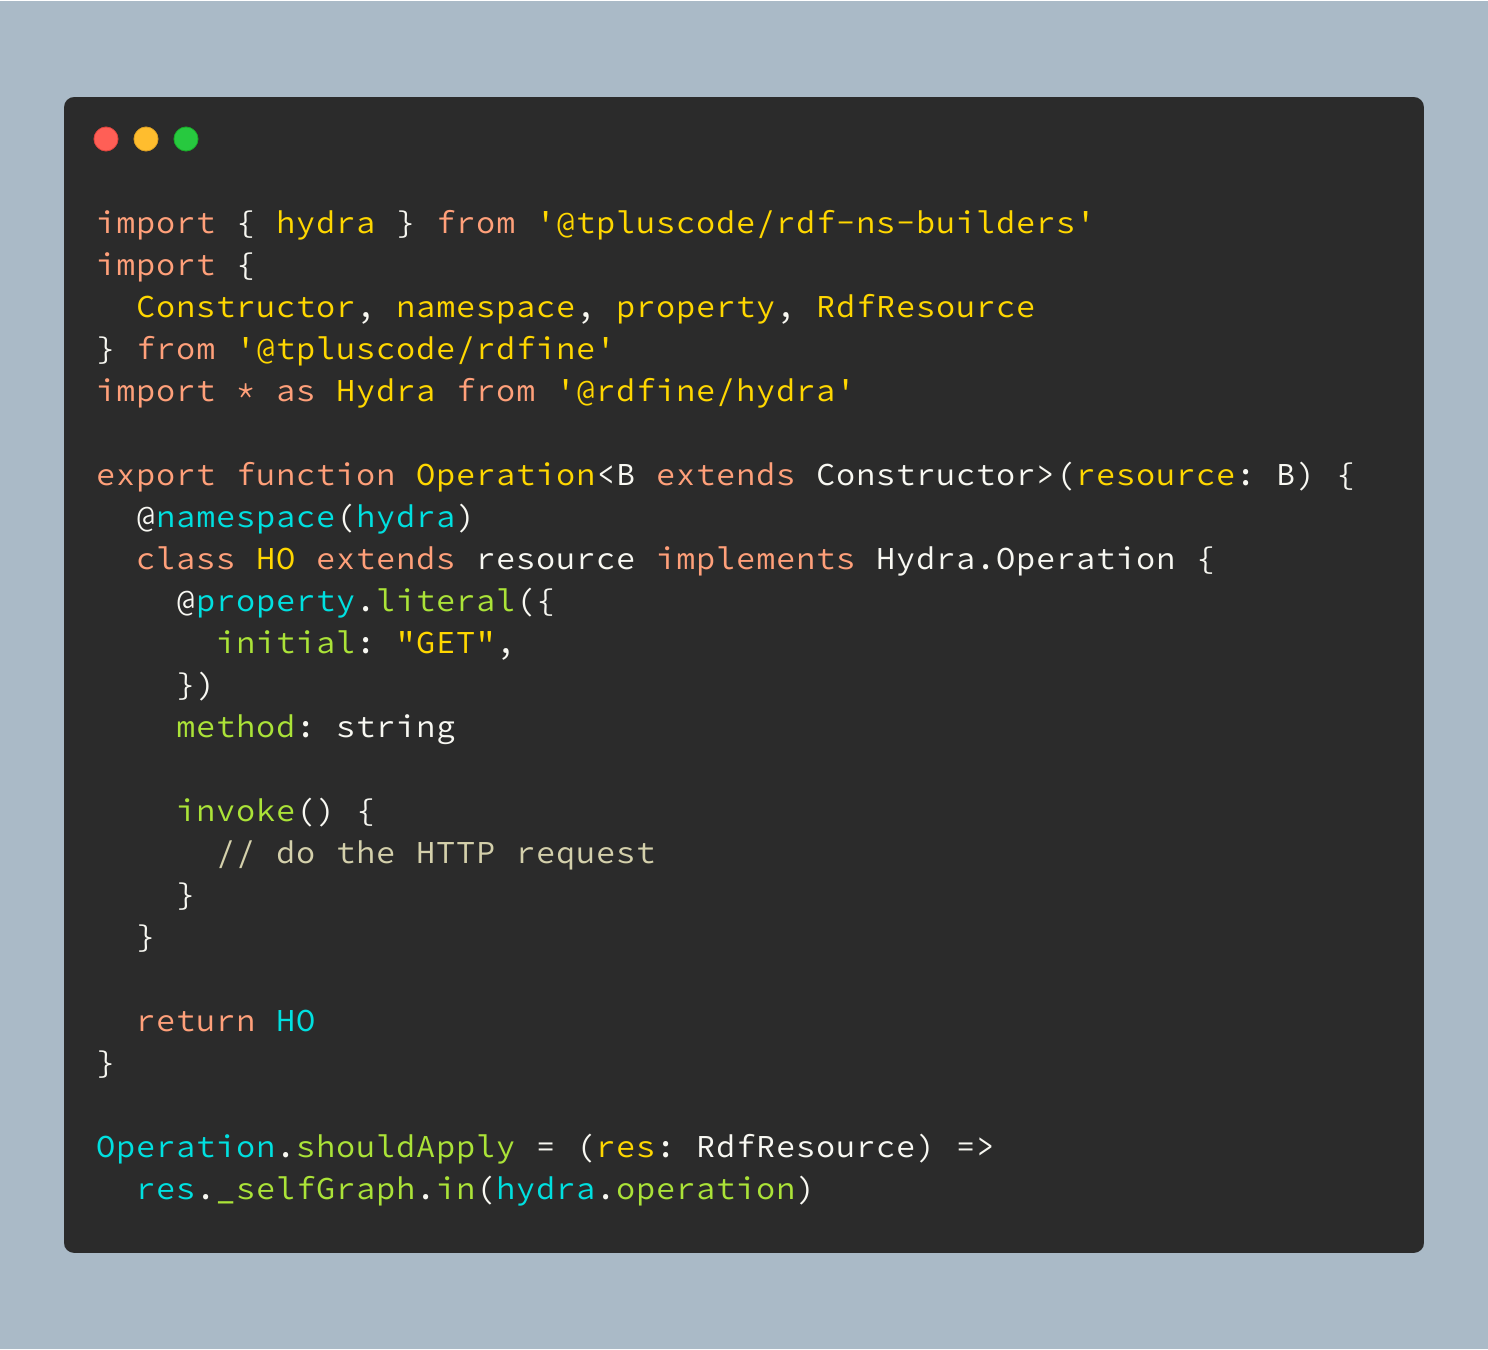 import { hydra } from '@tpluscode/rdf-ns-builders'
import {
  Constructor, namespace, property, RdfResource
} from '@tpluscode/rdfine'
import * as Hydra from '@rdfine/hydra'

export function Operation<B extends Constructor>(resource: B) {
  @namespace(hydra)
  class HO extends resource implements Hydra.Operation {
    @property.literal({
      initial: "GET",
    })
    method: string

    invoke() {
      // do the HTTP request
    }
  }

  return HO
}

Operation.shouldApply = (res: RdfResource) =>
  res._selfGraph.in(hydra.operation)